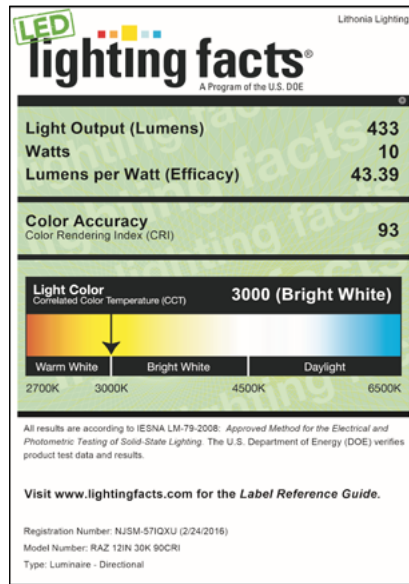 LED
Lithonia Lighting
lighting facts®
A Program of the U.S. DOE
Light Output (Lumens) 433
Watts 10
Lumens per Watt (Efficacy) 43.39
Color Accuracy 93
Color Rendering Index (CRI)
Light Color 3000 (Bright White)
Correlated Color Temperature (CCT)
Warm White Bright White Daylight
2700K 3000K 4500K 6500K
All results are according to IESNA LM-79-2008: Approved Method for the Electrical and
Photometric Testing of Solid-State Lighting. The U.S. Department of Energy (DOE) verifies
product test data and results.
Visit www.lightingfacts.com for the Label Reference Guide.
Registration Number: NJSM-57IQXU (2/24/2016)
Model Number: RAZ 12IN 30K 90CRI
Type: Luminaire - Directional